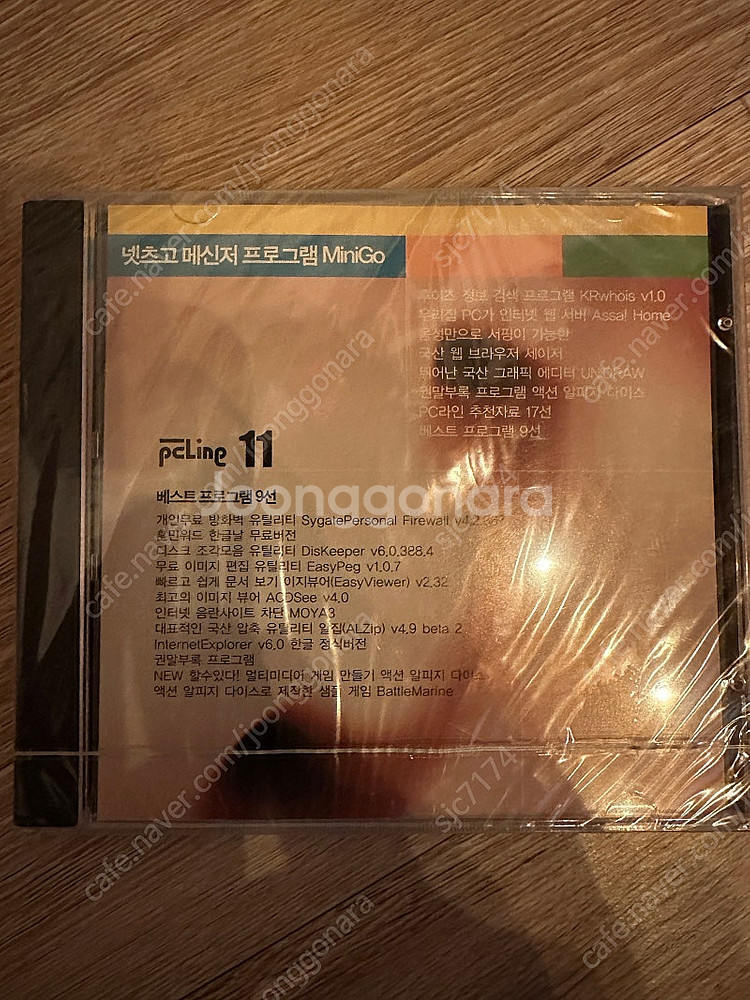 넷츠고 메신저 프로그램 MiniGo
후이즈 정보 검색 프로그램 KRwhois v1.0
우리집 PC가 인터넷 웹 서버 Assa! Home
음성만으로 서핑이 가능한
국산 웹 브라우저 세이저
뛰어난 국산 그래픽 에디터 UNDRAW
권말부록 프로그램 액션 알피지 다이스
PC라인 추천자료 17선
베스트 프로그램 9선
pcLine 11
베스트 프로그램 9선
개인무료 방화벽 유틸리티 SygatePersonal Firewall
훈민워드 한글날 무료버전
디스크 조각모음 유틸리티 DisKeeper v6.0.388.4
무료 이미지 편집 유틸리티 EasyPeg v1.0.7
빠르고 쉽게 문서 보기 이지뷰어(EasyViewer) v2.32
최고의 이미지 뷰어 ACDSee v4.0
인터넷 음란사이트 차단 MOYA3
대표적인 국산 압축 유틸리티 알집(ALZip) v4.9 beta 2
InternetExplorer v6.0 한글 정식버전
권말부록 프로그램
NEW 할수있다! 멀티미디어 게임 만들기 액션 알피지 다이스
액션 알피지 다이스로 제작한 샘플 게임 BattleMarine
Joonggonara
cafe.naver.com/joonggonara
sjc7174